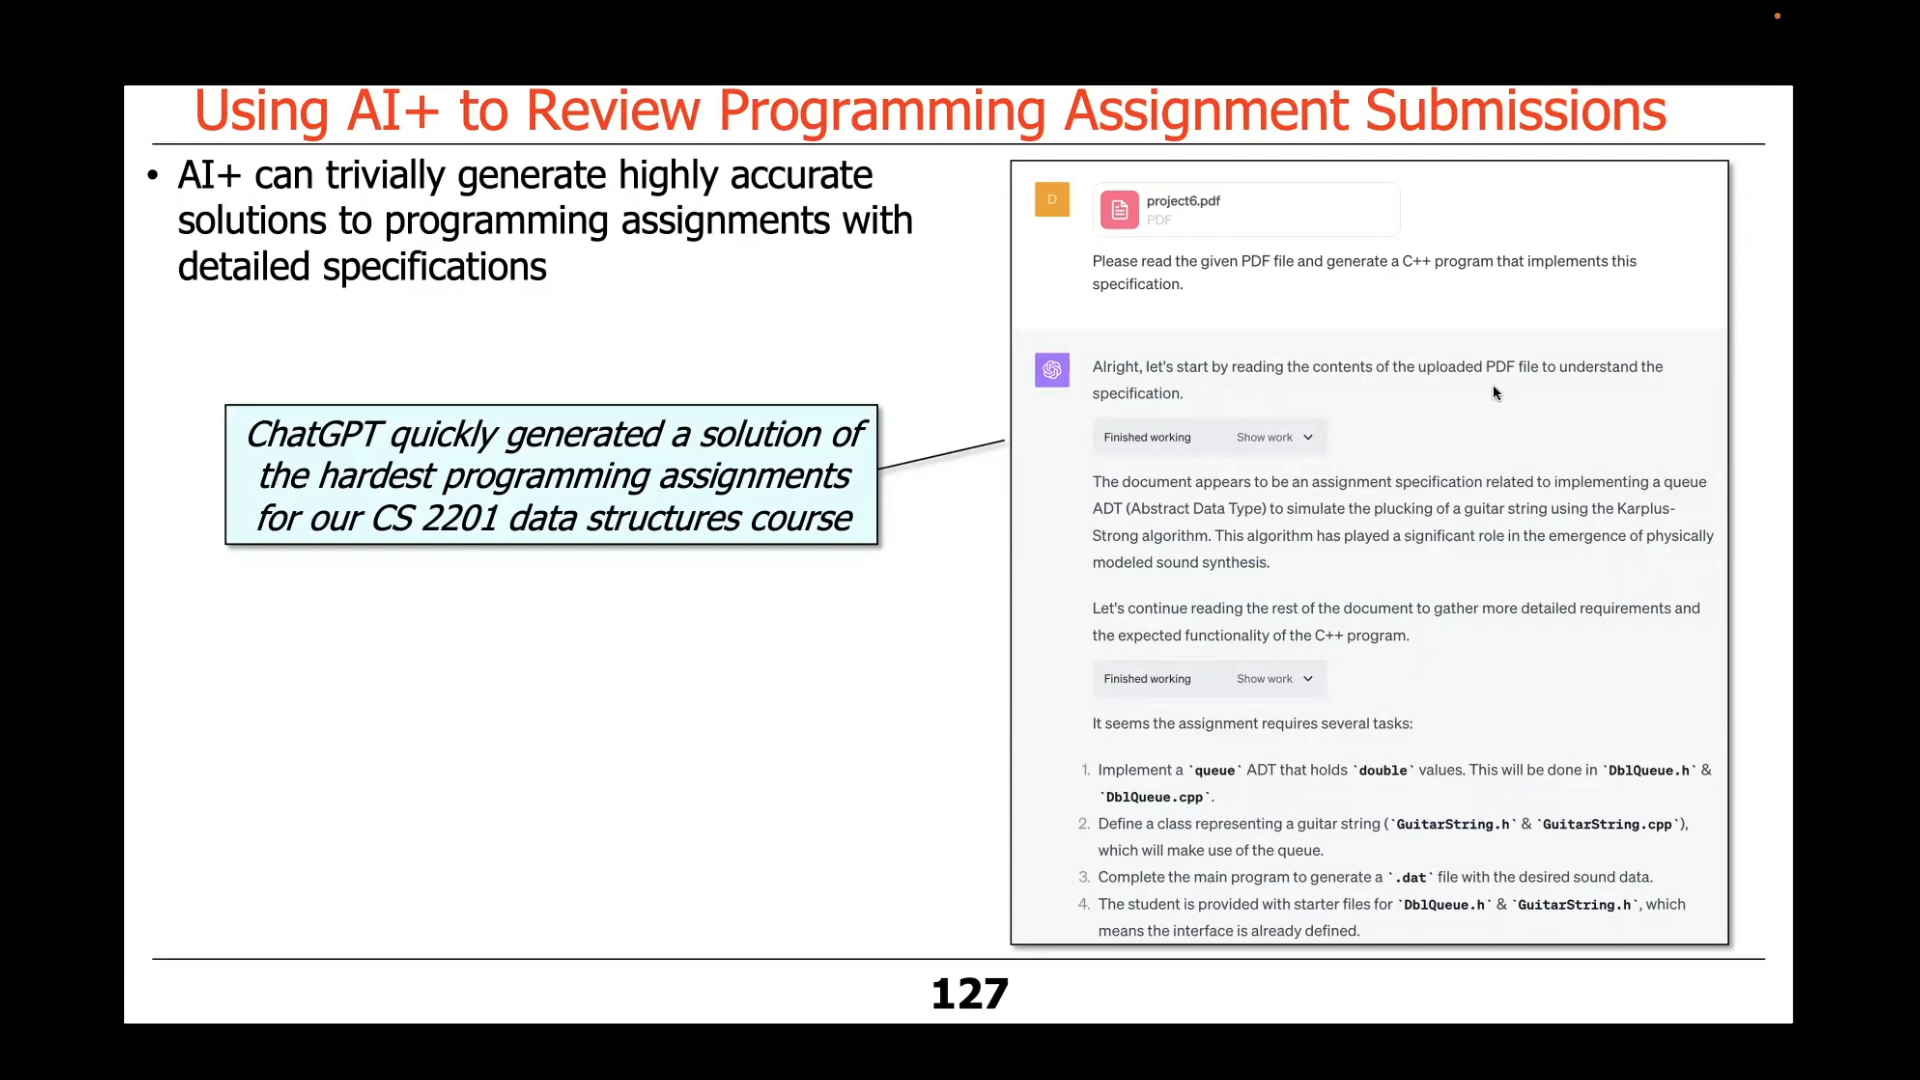 Using AI+ to Review Programming Assignment Submissions
• AI+ can trivially generate highly accurate
solutions to programming assignments with
detailed specifications
ChatGPT quickly generated a solution of
the hardest programming assignments
for our CS 2201 data structures course
D
project6.pdf
PDF
Please read the given PDF file and generate a C++ program that implements this
specification.
Alright, let's start by reading the contents of the uploaded PDF file to understand the
specification.
Finished working Show work
The document appears to be an assignment specification related to implementing a queue
ADT (Abstract Data Type) to simulate the plucking of a guitar string using the Karplus-
Strong algorithm. This algorithm has played a significant role in the emergence of physically
modeled sound synthesis.
Let's continue reading the rest of the document to gather more detailed requirements and
the expected functionality of the C++ program.
Finished working Show work
It seems the assignment requires several tasks:
1. Implement a `queue` ADT that holds `double` values. This will be done in `DblQueue.h` &
`DblQueue.cpp`.
2. Define a class representing a guitar string (`GuitarString.h` & `GuitarString.cpp`),
which will make use of the queue.
3. Complete the main program to generate a `.dat` file with the desired sound data.
4. The student is provided with starter files for `DblQueue.h` & `GuitarString.h`, which
means the interface is already defined.
127